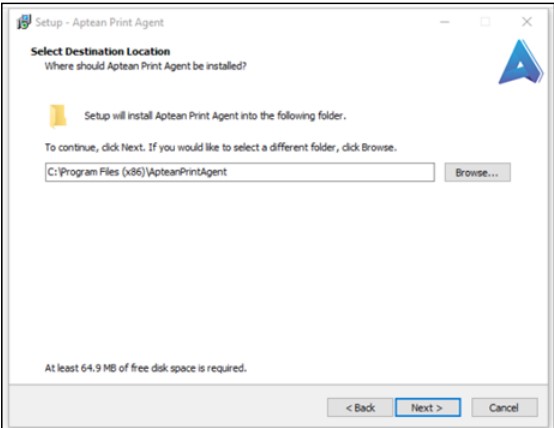 Setup - Aptean Print Agent
Select Destination Location
Where should Aptean Print Agent be installed?
Setup will install Aptean Print Agent into the following folder.
To continue, click Next. If you would like to select a different folder, click Browse.
C:\Program Files (x86)\ApteanPrintAgent
Browse...
At least 64.9 MB of free disk space is required.
< Back
Next >
Cancel